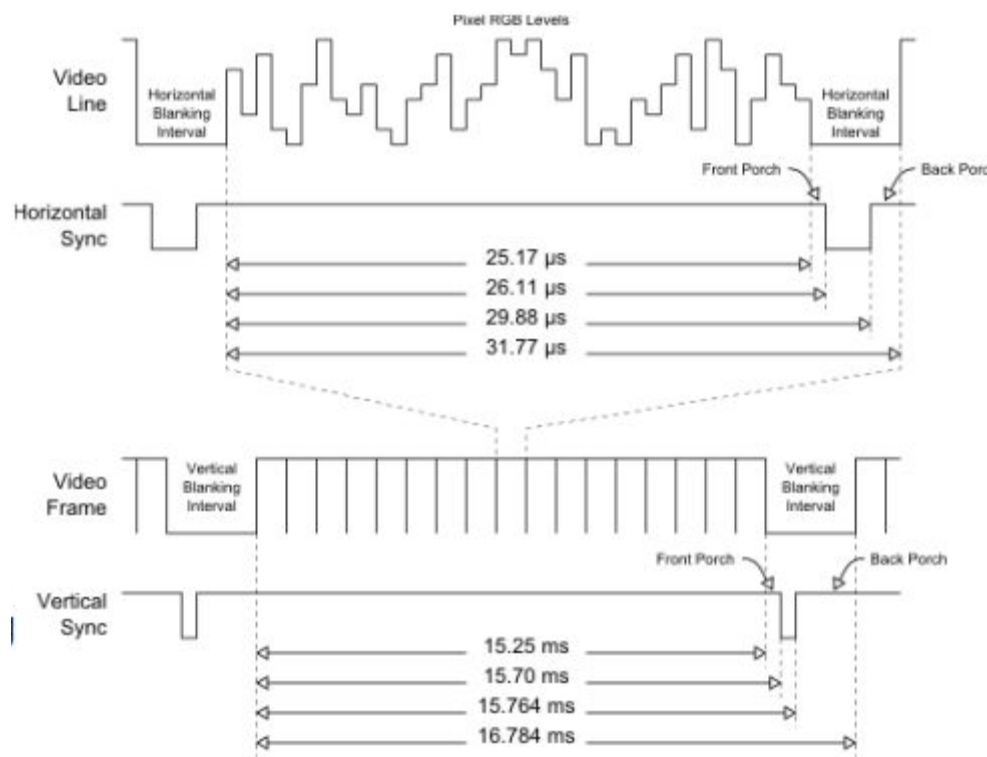 Pixel RGB Levels
Video
Line
Horizontal
Blanking
Interval
Horizontal
Blanking
Interval
Front Porch
Back Porc
Horizontal
Sync
25.17 µs
26.11 µs
29.88 µs
31.77 µs
Video
Frame
Vertical
Blanking
Interval
Vertical
Blanking
Interval
Front Porch
Back Porch
Vertical
Sync
15.25 ms
15.70 ms
15.764 ms
16.784 ms